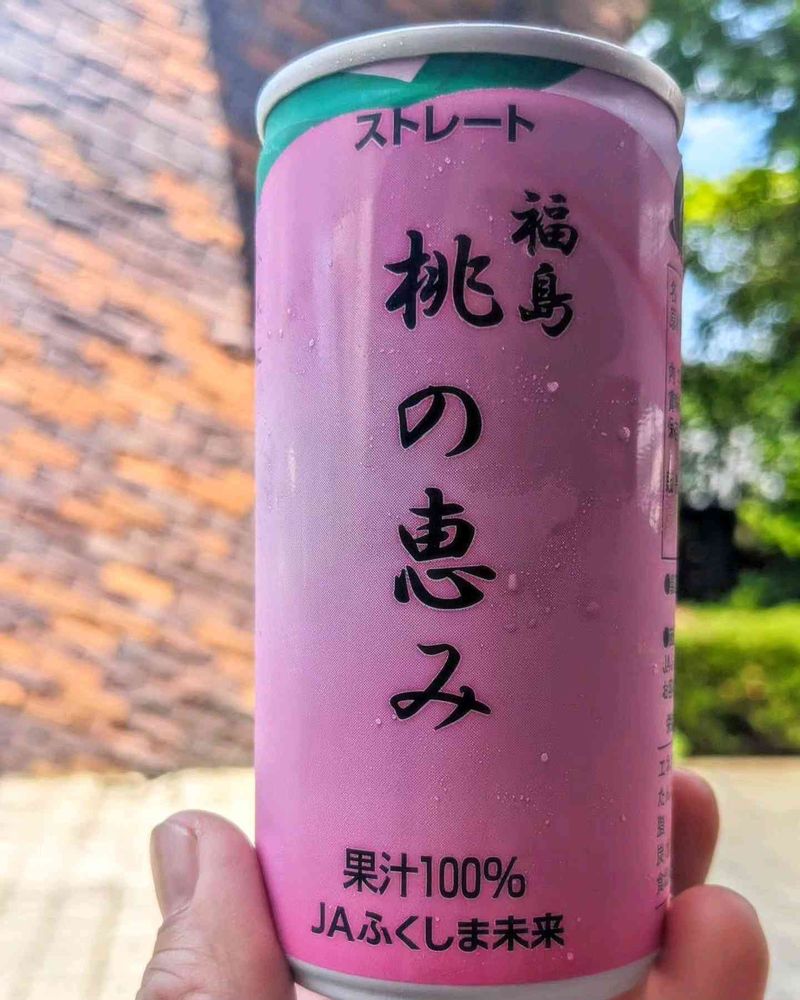 ストレート
福島
桃の恵み
果汁100%
JAふくしま未来